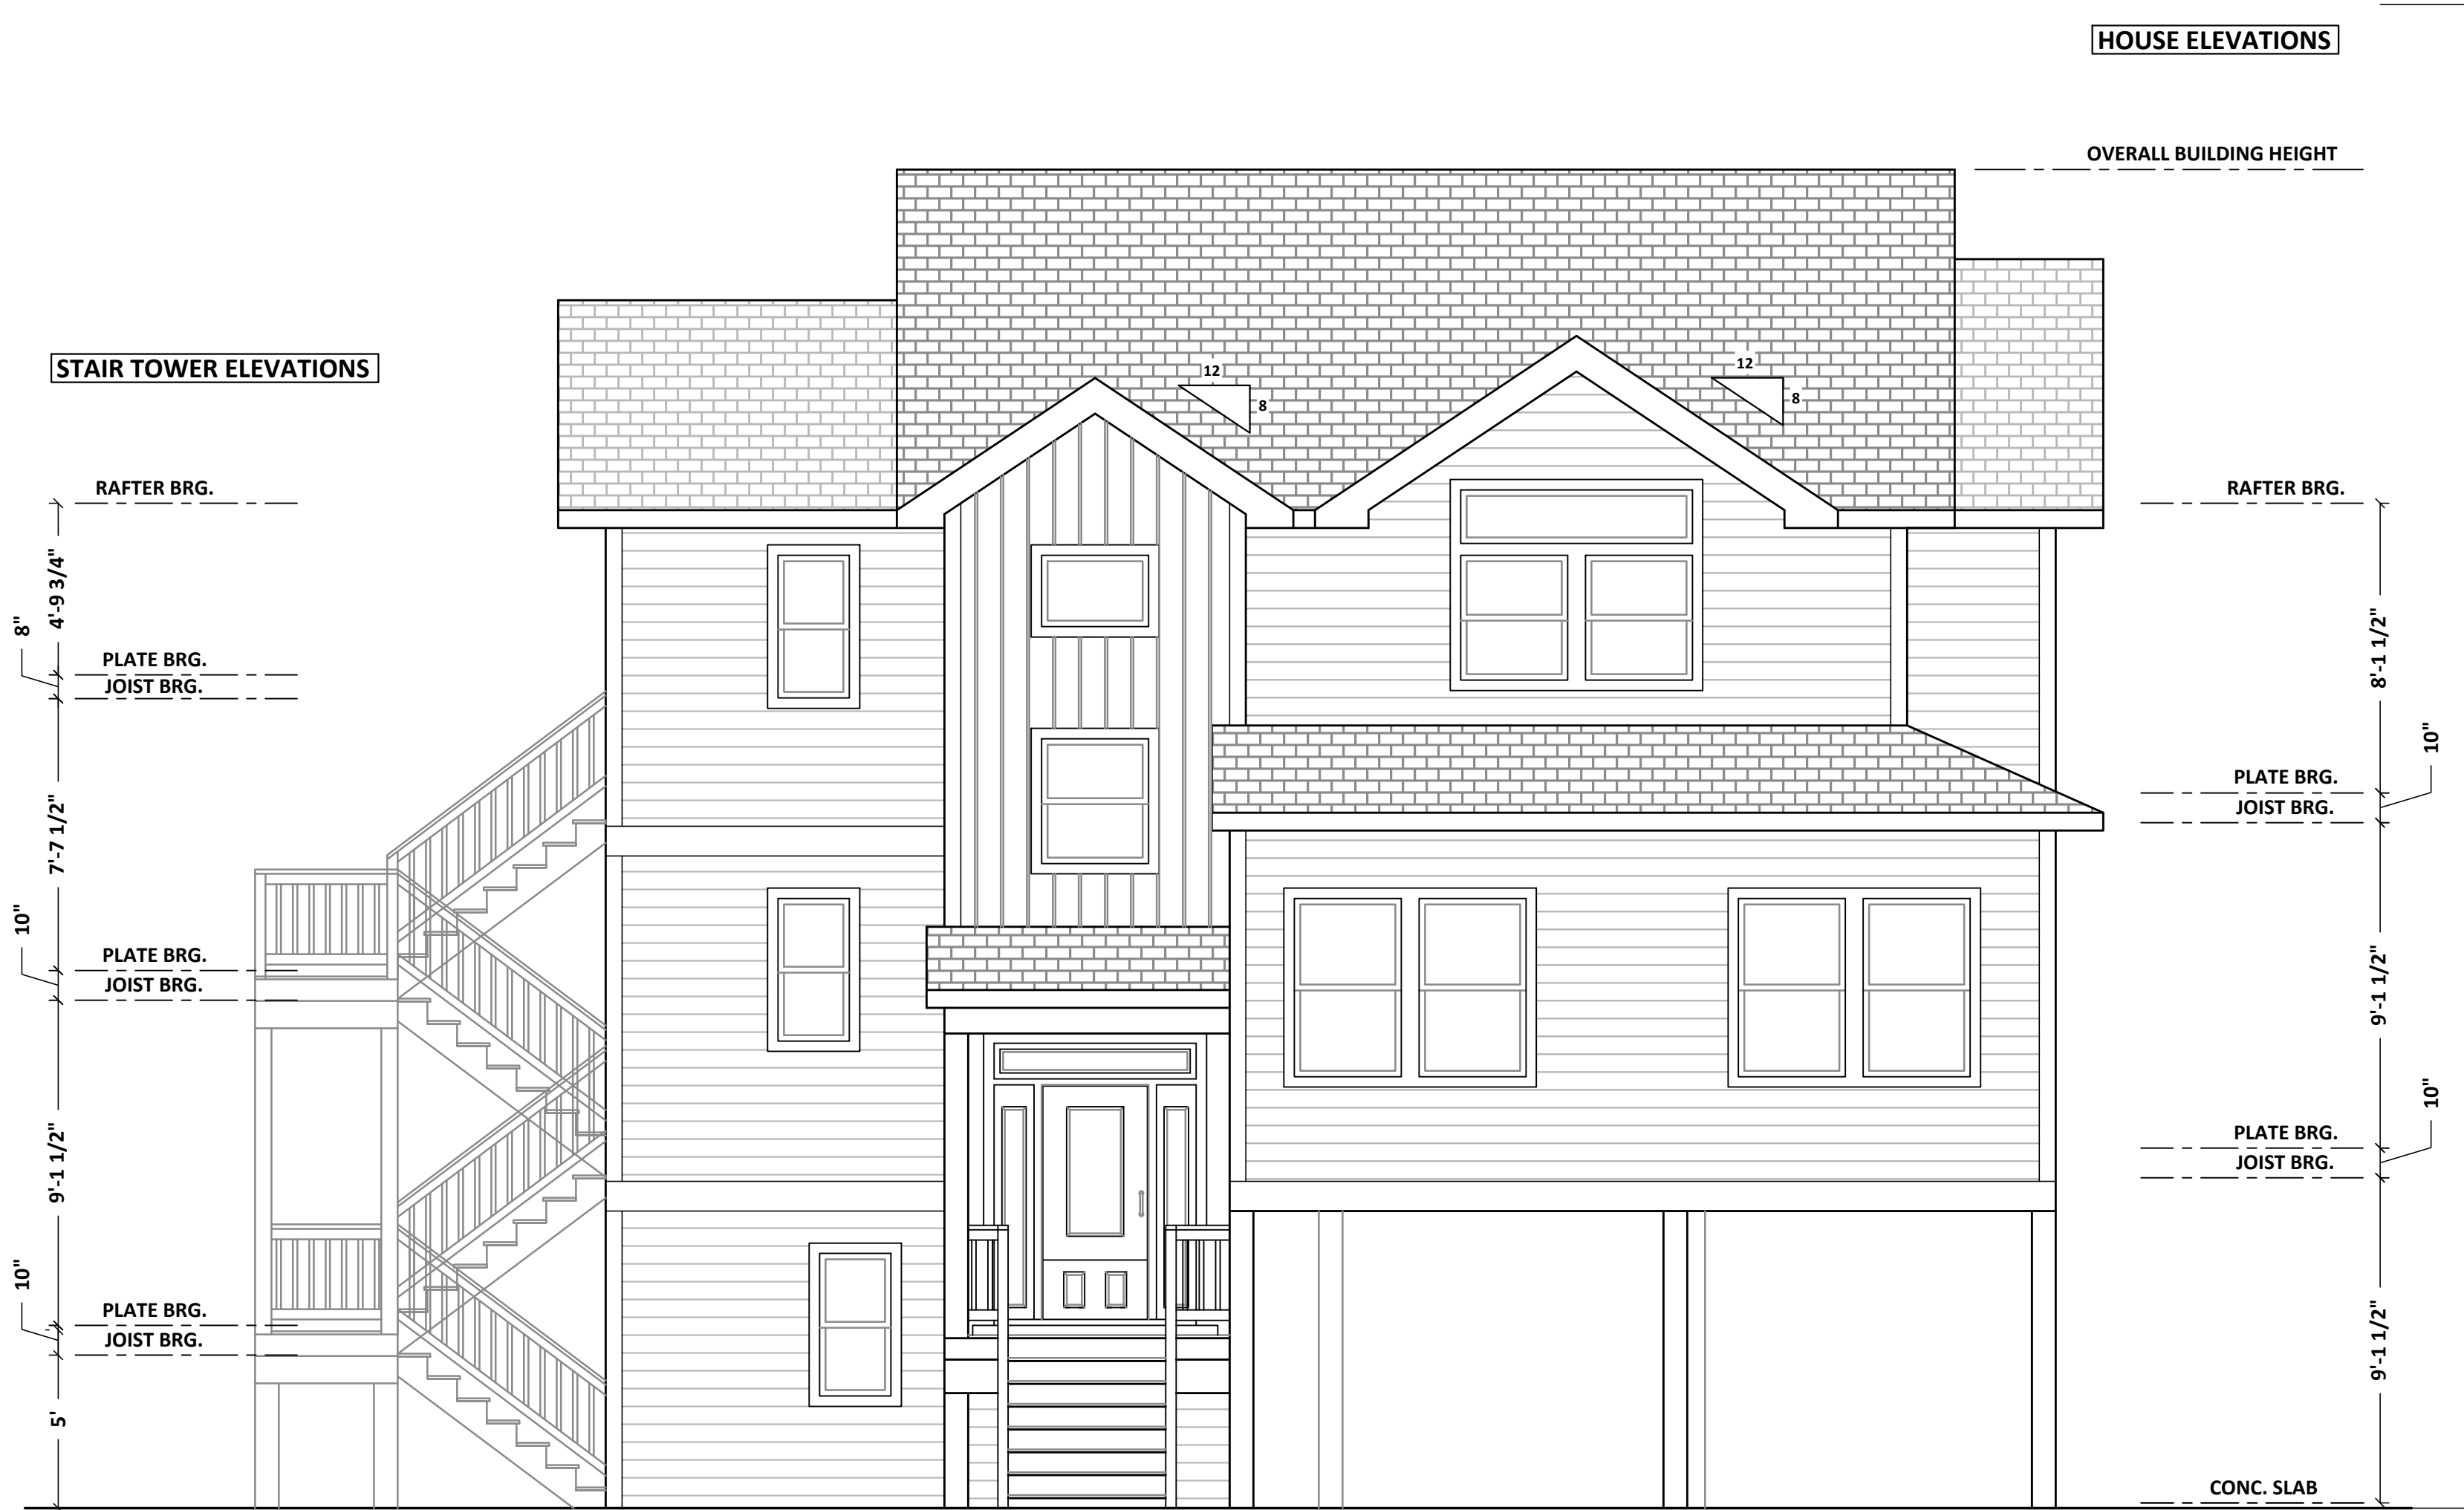 HOUSE ELEVATIONS
OVERALL BUILDING HEIGHT
STAIR TOWER ELEVATIONS
12
8
12
8
RAFTER BRG.
4'-9 3/4"
8"
PLATE BRG.
JOIST BRG.
7'-7 1/2"
10"
PLATE BRG.
JOIST BRG.
9'-1 1/2"
10"
PLATE BRG.
JOIST BRG.
5'
RAFTER BRG.
8'-1 1/2"
10"
PLATE BRG.
JOIST BRG.
9'-1 1/2"
10"
PLATE BRG.
JOIST BRG.
9'-1 1/2"
CONC. SLAB